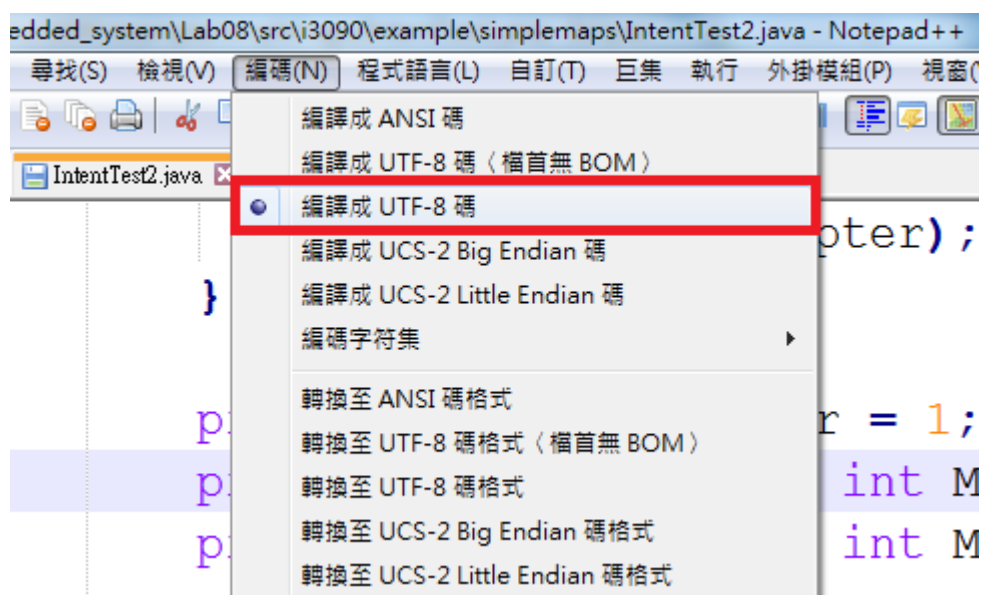 edded_system\Lab08\src\i3090\example\simplemaps\IntentTest2.java - Notepad++
尋找(S) 檢視(V) 編碼(N) 程式語言(L) 自訂(T) 巨集 執行 外掛模組(P) 視窗(
IntentTest2.java
編譯成 ANSI 碼
編譯成 UTF-8 碼（檔首無 BOM）
編譯成 UTF-8 碼
編譯成 UCS-2 Big Endian 碼
編譯成 UCS-2 Little Endian 碼
編碼字符集
轉換至 ANSI 碼格式
轉換至 UTF-8 碼格式（檔首無 BOM）
轉換至 UTF-8 碼格式
轉換至 UCS-2 Big Endian 碼格式
轉換至 UCS-2 Little Endian 碼格式
pter);
}
p r = 1;
p int M
p int M